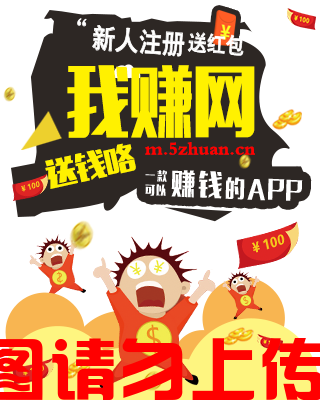 “新人注册送红包
我赚网
m.5zhuan.cn
送钱咯
一款
可以
赚钱的APP
¥100
¥
¥100
¥100
¥100
¥ ¥
$
$
$
图请勿上传